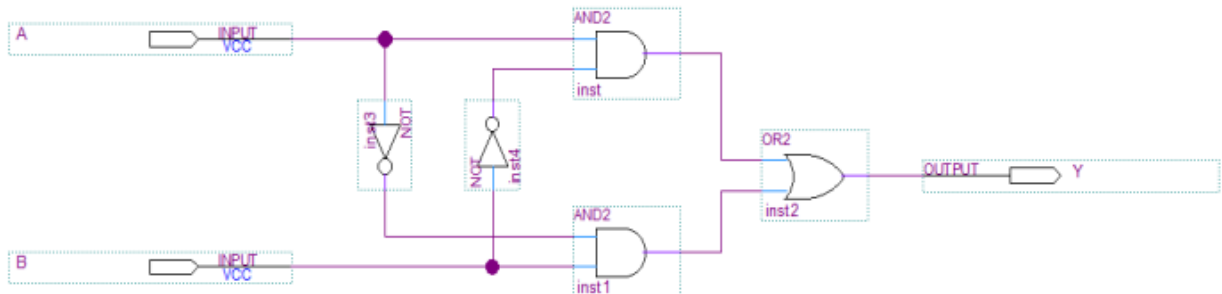 AND2
A
INPUT
VCC
inst
inst3
NOT
NOT
inst4
OR2
OUTPUT
Y
inst2
AND2
B
INPUT
VCC
inst1